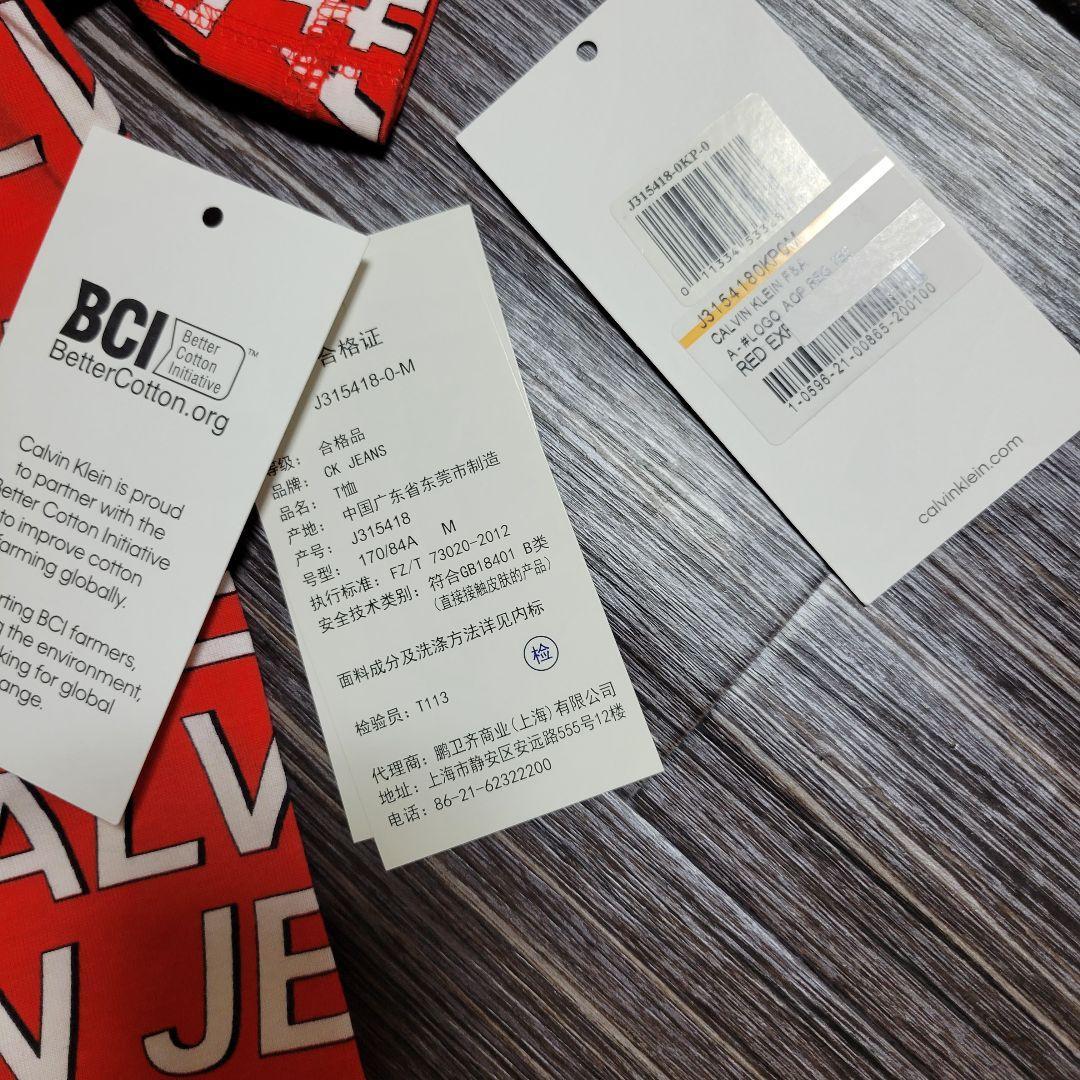 BCI
Better
Cotton
Initiative
™
BetterCotton.org
Calvin Klein is proud
to partner with the
Better Cotton Initiative
to improve cotton
farming globally.
BCI farmers,
the environment,
for global
合格证
J315418-0-M
等级: 合格品
品牌: CK JEANS
品名: T恤
产地: 中国广东省东莞市制造
产号: J315418
号型: 170/84A M
执行标准: FZ/T 73020-2012
安全技术类别: 符合GB18401 B类
(直接接触皮肤的产品)
面料成分及洗涤方法详见内标
检
检验员: T113
代理商: 鹏卫齐商业(上海)有限公司
地址: 上海市静安区安远路555号12楼
电话: 86-21-62322200
J315418-0KP-0
J3154180KP0M
CALVIN KLEIN F&A
A-#LOGO AOP REG
RED
1-0596-21-00865-200100
calvinklein.com
JE